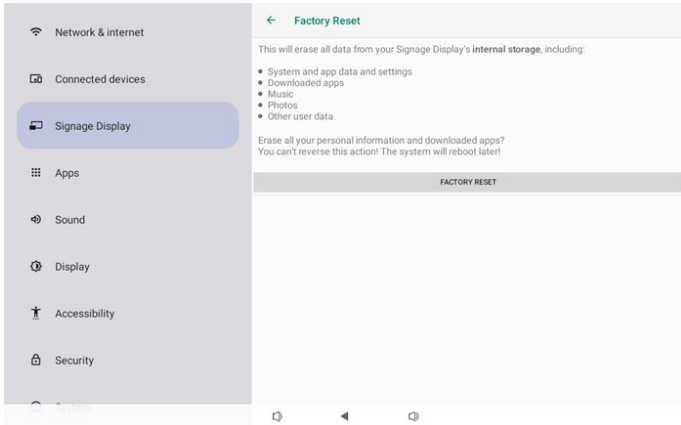 Network & internet
Connected devices
Signage Display
Apps
Sound
Display
Accessibility
Security
System
Factory Reset
This will erase all data from your Signage Display's internal storage, including:
● System and app data and settings
● Downloaded apps
● Music
● Photos
● Other user data
Erase all your personal information and downloaded apps?
You can't reverse this action! The system will reboot later!
FACTORY RESET